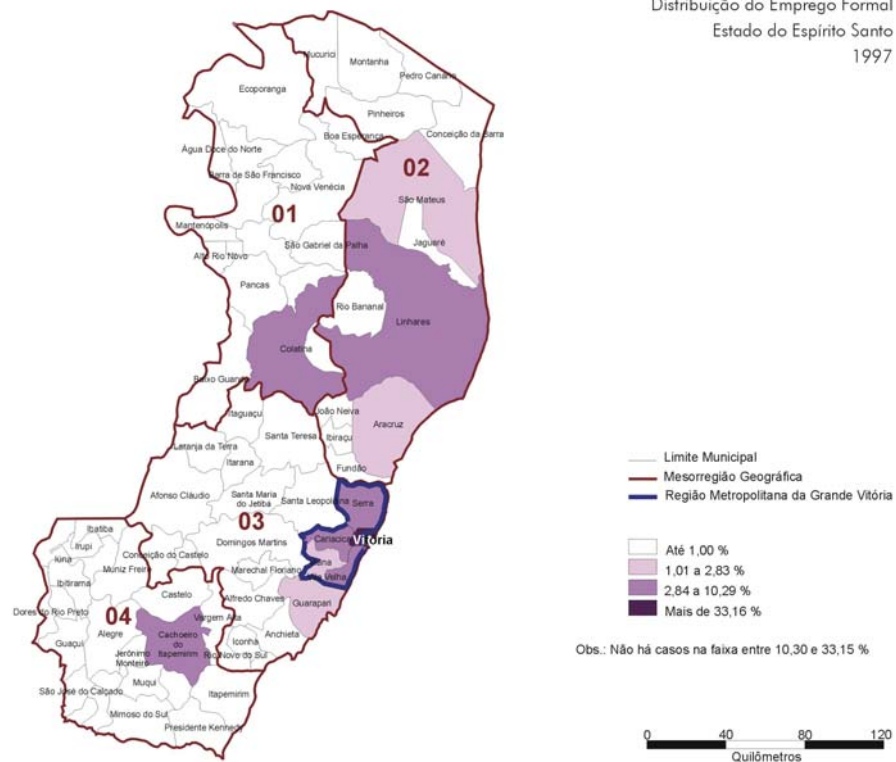 Distribuição do Emprego Formal
Estado do Espírito Santo
1997
Mucurici
Montanha
Pedro Canário
Ecoporanga
Pinheiros
Boa Esperança
Conceição da Barra
Água Doce do Norte
Barra de São Francisco
02
Nova Venécia
São Mateus
01
Mantenópolis
São Gabriel da Palha
Jaguaré
Alto Rio Novo
Pancas
Rio Bananal
Linhares
Colatina
Baixo Guandu
Itaguaçu
João Neiva
Aracruz
Santa Teresa
Ibiraçu
Laranja da Terra
Itarana
Fundão
Afonso Cláudio
Santa Maria
do Jetibá
Santa Leopoldina
Serra
03
Ibatiba
Irupi
Iúna
Conceição do Castelo
Domingos Martins
Cariacica
Vitória
Muniz Freire
Marechal Floriano
Viana
Vila Velha
Ibitirama
Castelo
Alfredo Chaves
Guarapari
Dores do Rio Preto
04
Vargem Alta
Alegre
Cachoeiro
do
Itapemirim
Anchieta
Guaçuí
Iconha
Jerônimo
Monteiro
Rio Novo do Sul
Muqui
São José do Calçado
Itapemirim
Mimoso do Sul
Presidente Kennedy
Limite Municipal
Mesorregião Geográfica
Região Metropolitana da Grande Vitória
Até 1,00 %
1,01 a 2,83 %
2,84 a 10,29 %
Mais de 33,16 %
Obs.: Não há casos na faixa entre 10,30 e 33,15 %
0 40 80 120
Quilômetros